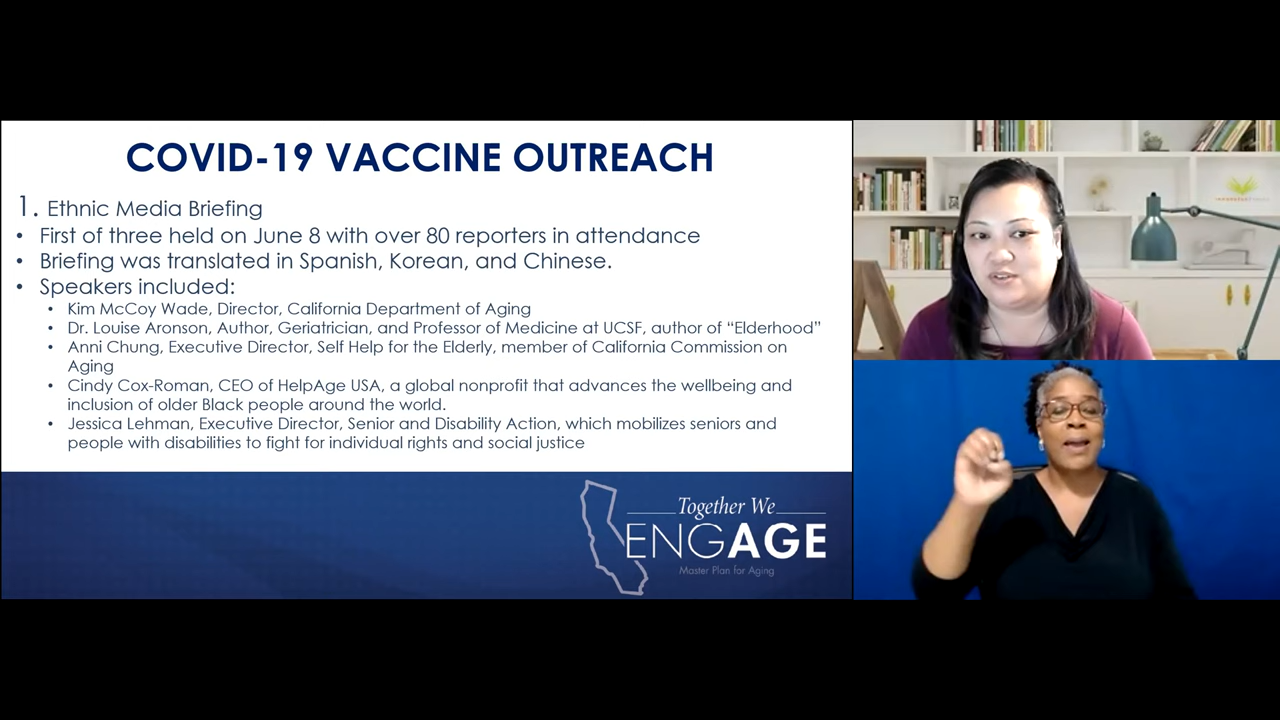 COVID-19 VACCINE OUTREACH
1. Ethnic Media Briefing
• First of three held on June 8 with over 80 reporters in attendance
• Briefing was translated in Spanish, Korean, and Chinese.
• Speakers included:
• Kim McCoy Wade, Director, California Department of Aging
• Dr. Louise Aronson, Author, Geriatrician, and Professor of Medicine at UCSF, author of “Elderhood”
• Anni Chung, Executive Director, Self Help for the Elderly, member of California Commission on
Aging
• Cindy Cox-Roman, CEO of HelpAge USA, a global nonprofit that advances the wellbeing and
inclusion of older Black people around the world.
• Jessica Lehman, Executive Director, Senior and Disability Action, which mobilizes seniors and
people with disabilities to fight for individual rights and social justice
Together We
ENGAGE
Master Plan for Aging